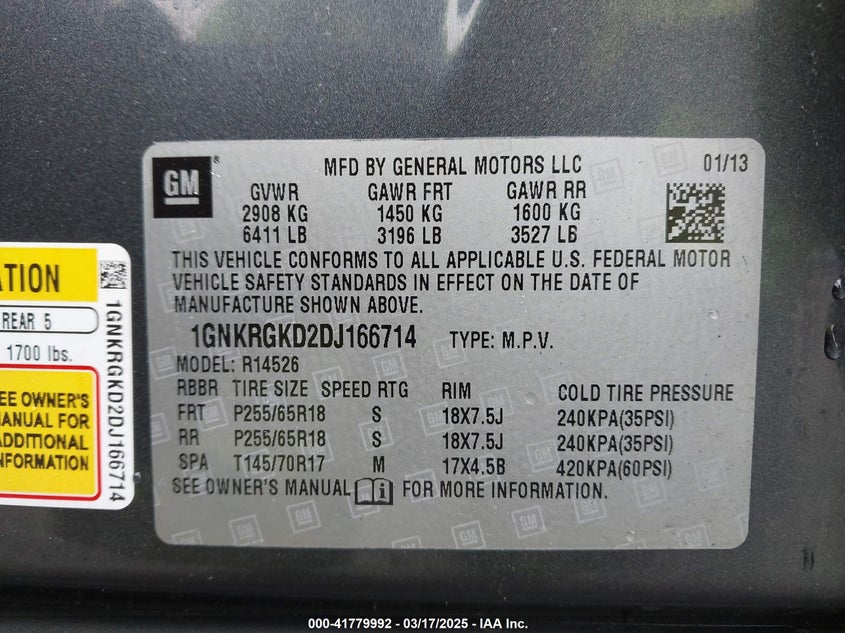 GM
MFD BY GENERAL MOTORS LLC 01/13
GVWR GAWR FRT GAWR RR
2908 KG 1450 KG 1600 KG
6411 LB 3196 LB 3527 LB
THIS VEHICLE CONFORMS TO ALL APPLICABLE U.S. FEDERAL MOTOR
VEHICLE SAFETY STANDARDS IN EFFECT ON THE DATE OF
MANUFACTURE SHOWN ABOVE.
1GNKRGKD2DJ166714 TYPE: M.P.V.
MODEL: R14526
RBBR TIRE SIZE SPEED RTG RIM COLD TIRE PRESSURE
FRT P255/65R18 S 18X7.5J 240KPA(35PSI)
RR P255/65R18 S 18X7.5J 240KPA(35PSI)
SPA T145/70R17 M 17X4.5B 420KPA(60PSI)
SEE OWNER'S MANUAL i FOR MORE INFORMATION.
ATION
REAR 5
1700 lbs.
SEE OWNER'S
MANUAL FOR
ADDITIONAL
INFORMATION
1GNKRGKD2DJ166714
000-41779992 - 03/17/2025 - IAA Inc.